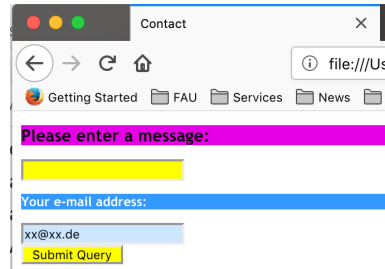 Contact
file:///Us
Getting Started FAU Services News
Please enter a message:
Your e-mail address:
xx@xx.de
Submit Query